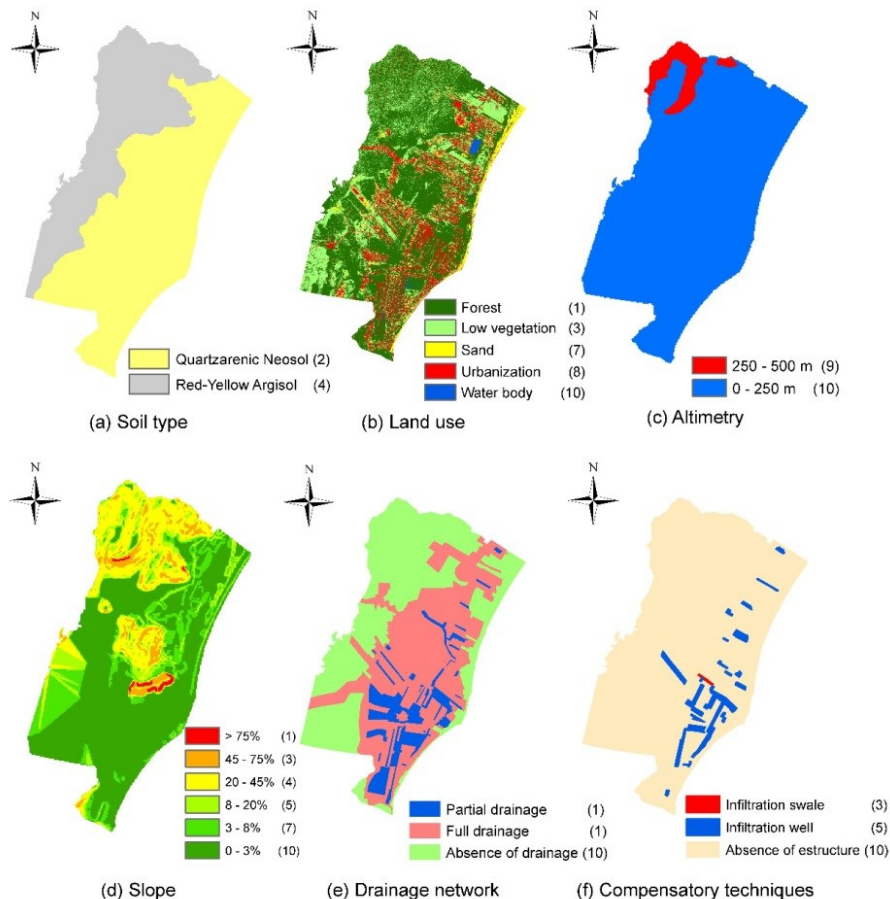 N
N
N
Quartzarenic Neosol (2)
Red-Yellow Argisol (4)
(a) Soil type
Forest (1)
Low vegetation (3)
Sand (7)
Urbanization (8)
Water body (10)
(b) Land use
250 - 500 m (9)
0 - 250 m (10)
(c) Altimetry
N
N
N
> 75% (1)
45 - 75% (3)
20 - 45% (4)
8 - 20% (5)
3 - 8% (7)
0 - 3% (10)
(d) Slope
Partial drainage (1)
Full drainage (1)
Absence of drainage (10)
(e) Drainage network
Infiltration swale (3)
Infiltration well (5)
Absence of estructure (10)
(f) Compensatory techniques